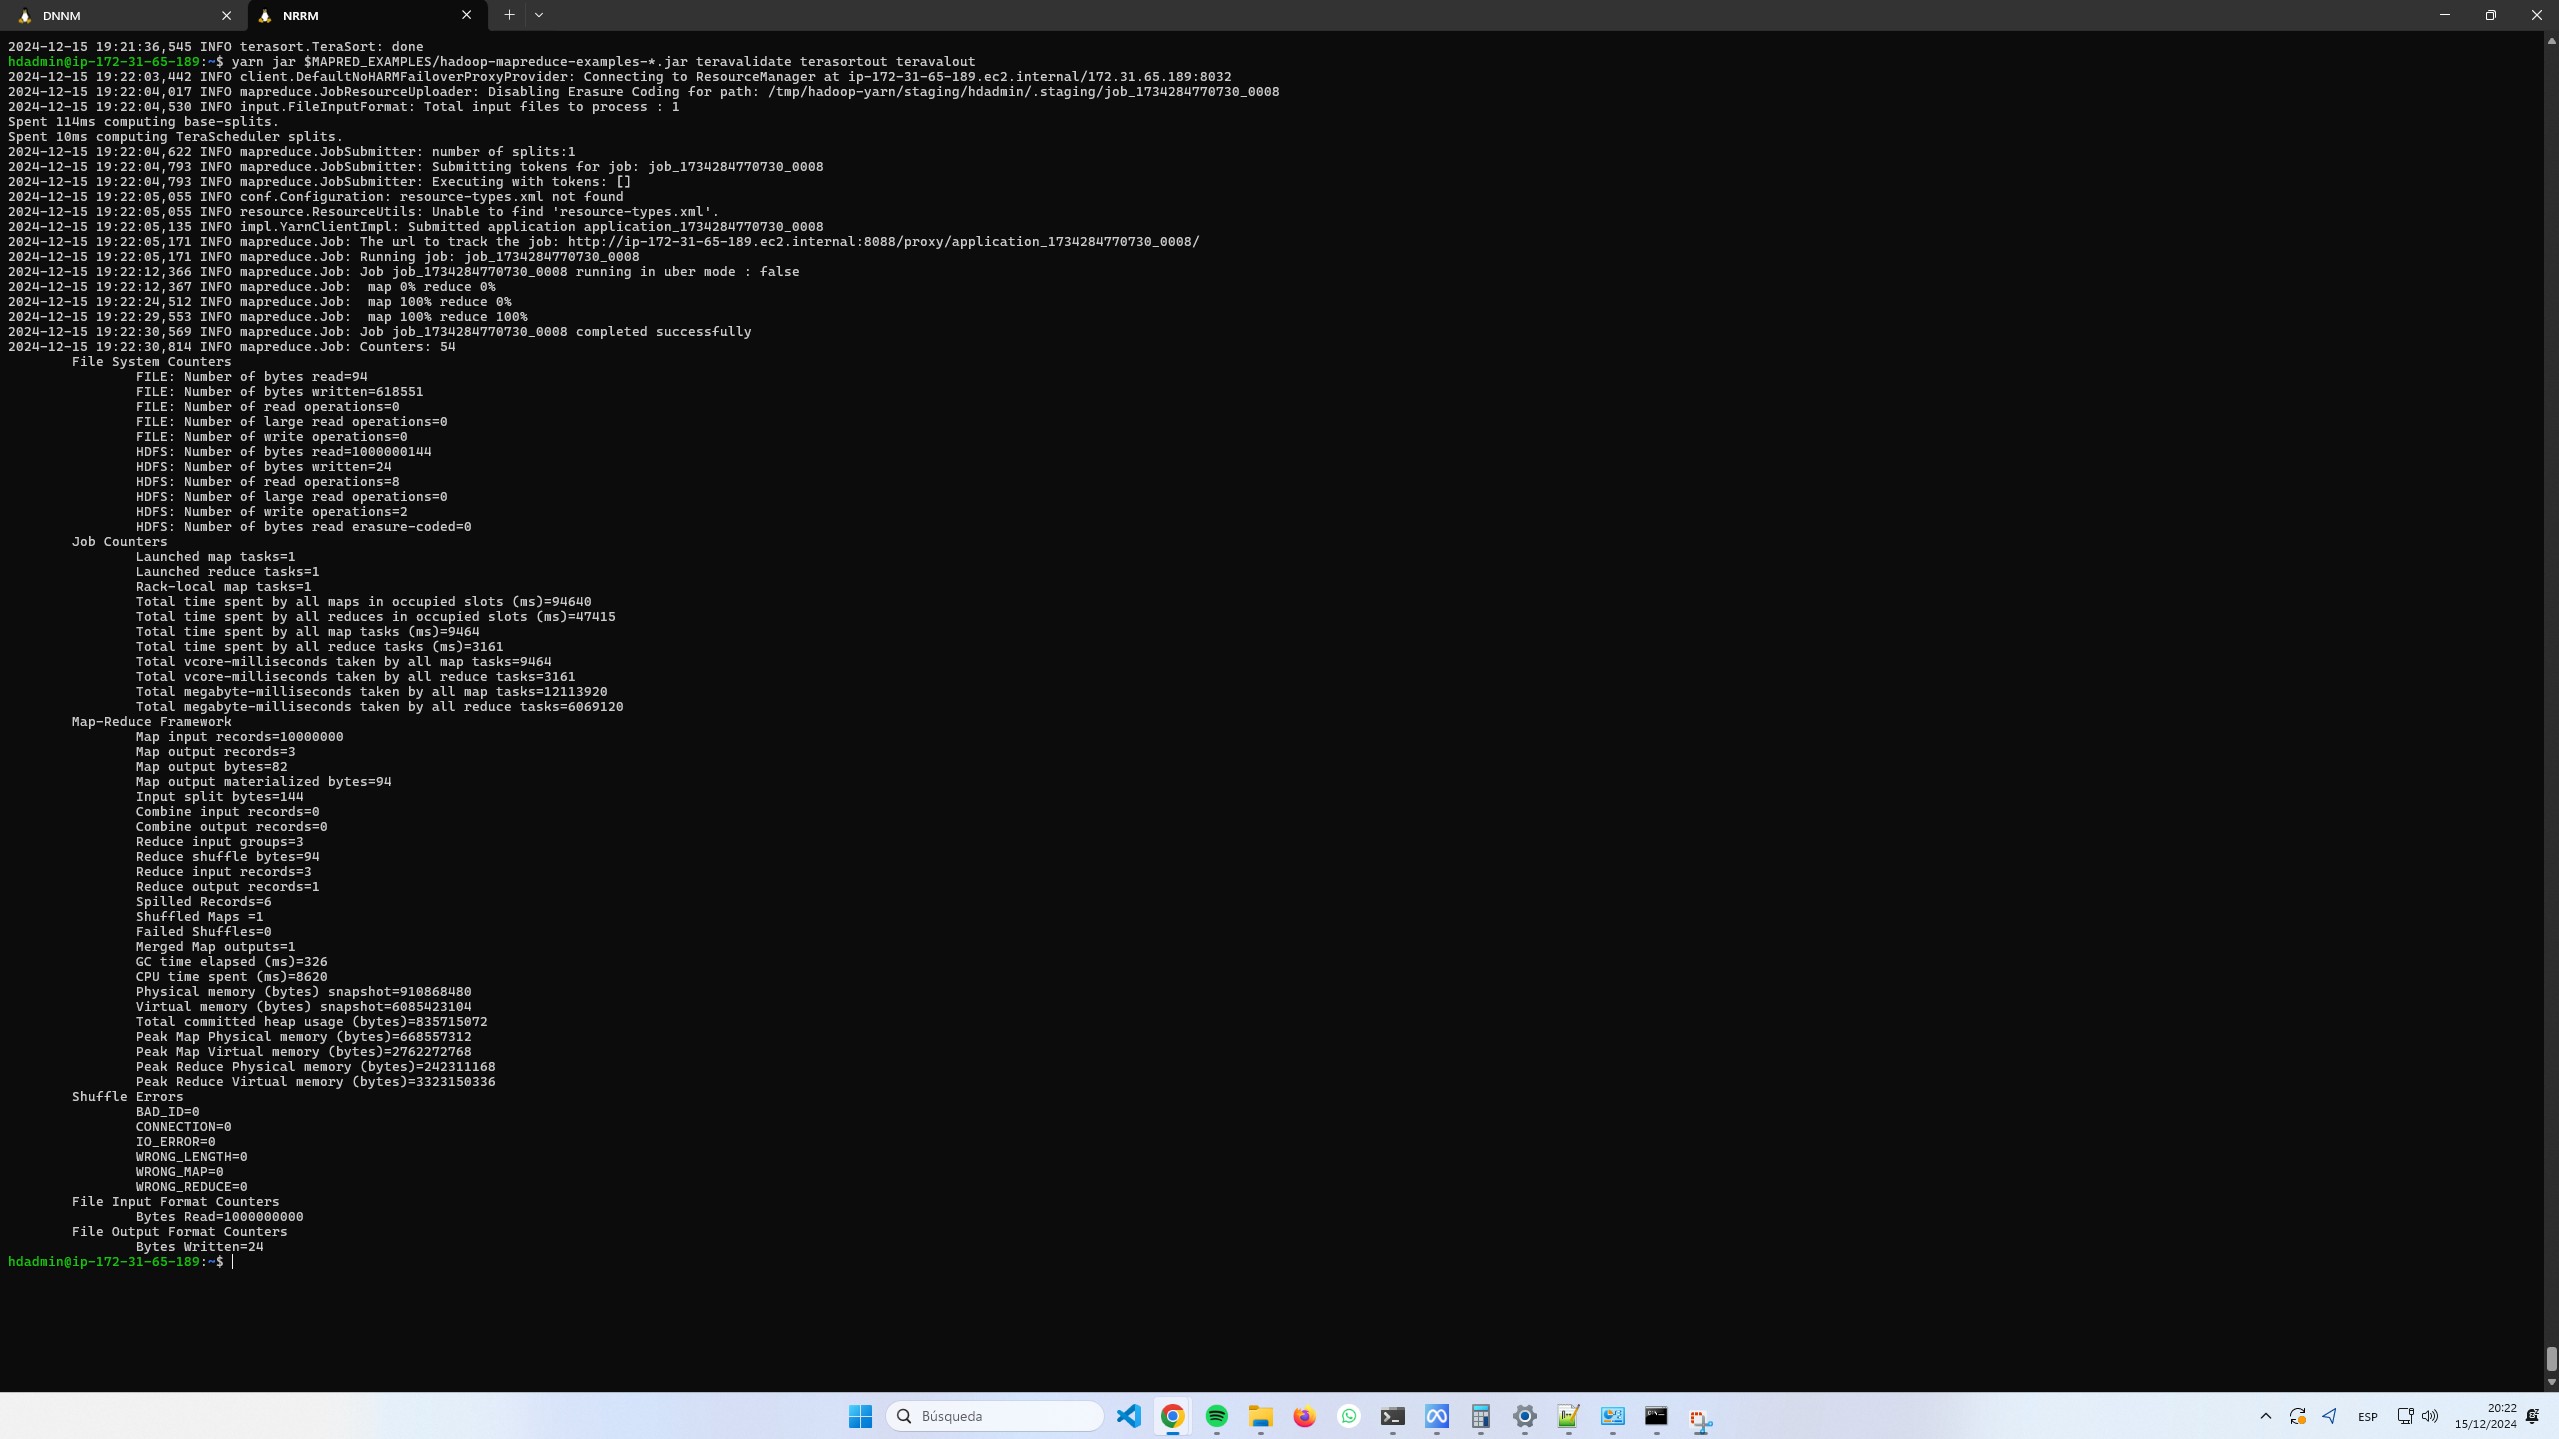 DNNM
NRRM
2024-12-15 19:21:36,545 INFO terasort.TeraSort: done
hdadmin@ip-172-31-65-189:~$ yarn jar $MAPRED_EXAMPLES/hadoop-mapreduce-examples-*.jar teravalidate terasortout teravalout
2024-12-15 19:22:03,442 INFO client.DefaultNoHARMFailoverProxyProvider: Connecting to ResourceManager at ip-172-31-65-189.ec2.internal/172.31.65.189:8032
2024-12-15 19:22:04,017 INFO mapreduce.JobResourceUploader: Disabling Erasure Coding for path: /tmp/hadoop-yarn/staging/hdadmin/.staging/job_1734284770730_0008
2024-12-15 19:22:04,530 INFO input.FileInputFormat: Total input files to process : 1
Spent 114ms computing base-splits.
Spent 10ms computing TeraScheduler splits.
2024-12-15 19:22:04,622 INFO mapreduce.JobSubmitter: number of splits:1
2024-12-15 19:22:04,793 INFO mapreduce.JobSubmitter: Submitting tokens for job: job_1734284770730_0008
2024-12-15 19:22:04,793 INFO mapreduce.JobSubmitter: Executing with tokens: []
2024-12-15 19:22:05,055 INFO conf.Configuration: resource-types.xml not found
2024-12-15 19:22:05,055 INFO resource.ResourceUtils: Unable to find 'resource-types.xml'.
2024-12-15 19:22:05,135 INFO impl.YarnClientImpl: Submitted application application_1734284770730_0008
2024-12-15 19:22:05,171 INFO mapreduce.Job: The url to track the job: http://ip-172-31-65-189.ec2.internal:8088/proxy/application_1734284770730_0008/
2024-12-15 19:22:05,171 INFO mapreduce.Job: Running job: job_1734284770730_0008
2024-12-15 19:22:12,366 INFO mapreduce.Job: Job job_1734284770730_0008 running in uber mode : false
2024-12-15 19:22:12,367 INFO mapreduce.Job:  map 0% reduce 0%
2024-12-15 19:22:24,512 INFO mapreduce.Job:  map 100% reduce 0%
2024-12-15 19:22:29,553 INFO mapreduce.Job:  map 100% reduce 100%
2024-12-15 19:22:30,569 INFO mapreduce.Job: Job job_1734284770730_0008 completed successfully
2024-12-15 19:22:30,814 INFO mapreduce.Job: Counters: 54
File System Counters
FILE: Number of bytes read=94
FILE: Number of bytes written=618551
FILE: Number of read operations=0
FILE: Number of large read operations=0
FILE: Number of write operations=0
HDFS: Number of bytes read=1000000144
HDFS: Number of bytes written=24
HDFS: Number of read operations=8
HDFS: Number of large read operations=0
HDFS: Number of write operations=2
HDFS: Number of bytes read erasure-coded=0
Job Counters
Launched map tasks=1
Launched reduce tasks=1
Rack-local map tasks=1
Total time spent by all maps in occupied slots (ms)=94640
Total time spent by all reduces in occupied slots (ms)=47415
Total time spent by all map tasks (ms)=9464
Total time spent by all reduce tasks (ms)=3161
Total vcore-milliseconds taken by all map tasks=9464
Total vcore-milliseconds taken by all reduce tasks=3161
Total megabyte-milliseconds taken by all map tasks=12113920
Total megabyte-milliseconds taken by all reduce tasks=6069120
Map-Reduce Framework
Map input records=10000000
Map output records=3
Map output bytes=82
Map output materialized bytes=94
Input split bytes=144
Combine input records=0
Combine output records=0
Reduce input groups=3
Reduce shuffle bytes=94
Reduce input records=3
Reduce output records=1
Spilled Records=6
Shuffled Maps =1
Failed Shuffles=0
Merged Map outputs=1
GC time elapsed (ms)=326
CPU time spent (ms)=8620
Physical memory (bytes) snapshot=910868480
Virtual memory (bytes) snapshot=6085423104
Total committed heap usage (bytes)=835715072
Peak Map Physical memory (bytes)=668557312
Peak Map Virtual memory (bytes)=2762272768
Peak Reduce Physical memory (bytes)=242311168
Peak Reduce Virtual memory (bytes)=3323150336
Shuffle Errors
BAD_ID=0
CONNECTION=0
IO_ERROR=0
WRONG_LENGTH=0
WRONG_MAP=0
WRONG_REDUCE=0
File Input Format Counters
Bytes Read=1000000000
File Output Format Counters
Bytes Written=24
hdadmin@ip-172-31-65-189:~$
Búsqueda
ESP
20:22
15/12/2024